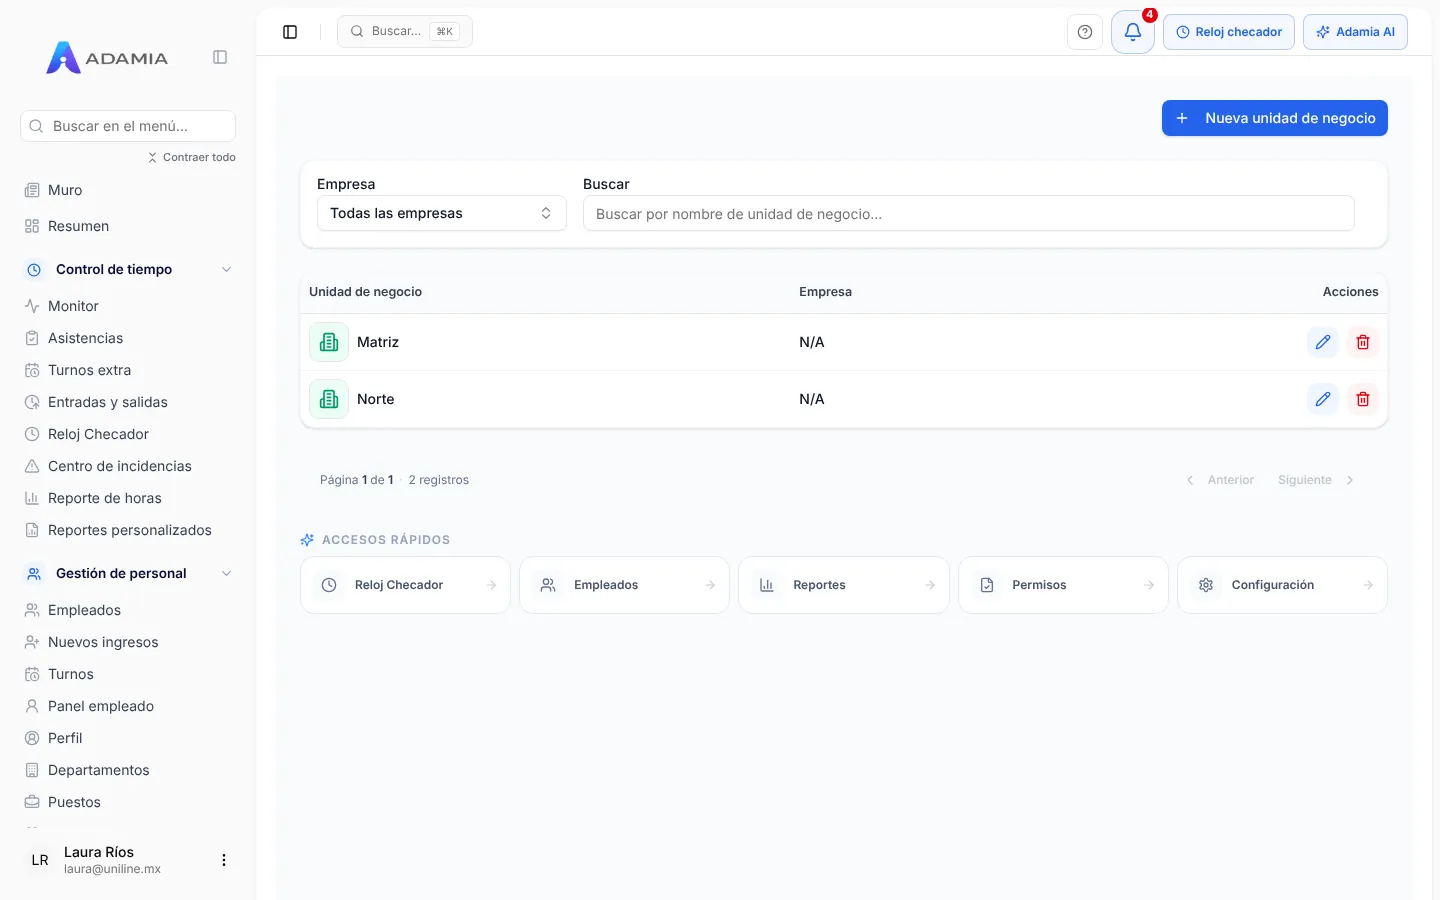 ADAMIA
Buscar... ⌘K
4
Reloj checador
Adamia AI
Buscar en el menú...
Contraer todo
Muro
Resumen
Control de tiempo
Monitor
Asistencias
Turnos extra
Entradas y salidas
Reloj Checador
Centro de incidencias
Reporte de horas
Reportes personalizados
Gestión de personal
Empleados
Nuevos ingresos
Turnos
Panel empleado
Perfil
Departamentos
Puestos
LR
Laura Ríos
laura@uniline.mx
Nueva unidad de negocio
Empresa
Todas las empresas
Buscar
Buscar por nombre de unidad de negocio...
Unidad de negocio Empresa Acciones
Matriz N/A
Norte N/A
Página 1 de 1 · 2 registros
Anterior Siguiente
ACCESOS RÁPIDOS
Reloj Checador
Empleados
Reportes
Permisos
Configuración